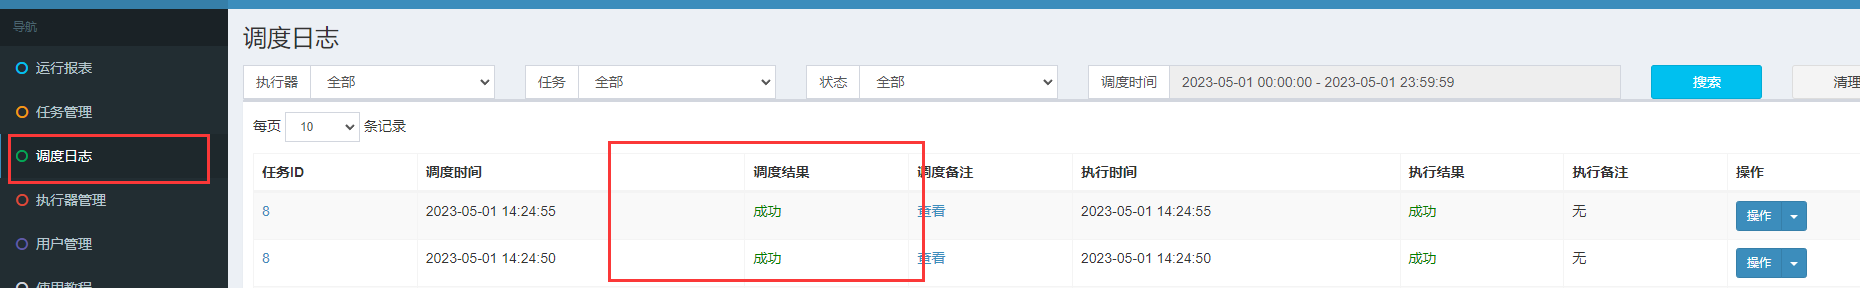 导航
运行报表
任务管理
调度日志
执行器管理
用户管理
使用教程
调度日志
执行器 全部 任务 全部 状态 全部 调度时间 2023-05-01 00:00:00 - 2023-05-01 23:59:59 搜索 清理
每页 10 条记录
任务ID 调度时间 调度结果 调度备注 执行时间 执行结果 执行备注 操作
8 2023-05-01 14:24:55 成功 查看 2023-05-01 14:24:55 成功 无 操作
8 2023-05-01 14:24:50 成功 查看 2023-05-01 14:24:50 成功 无 操作